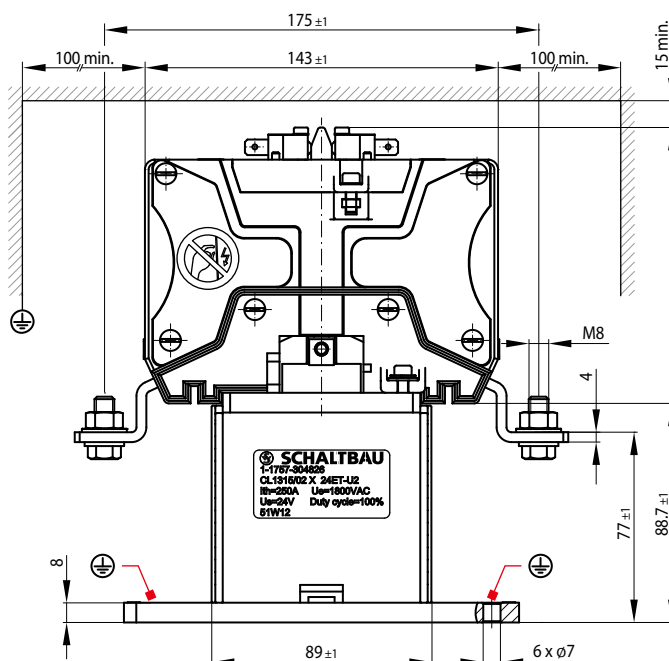 175 ±1
100 min.
143 ±1
100 min.
15 min.
M8
4
SCHALTBAU
1-1757-304826
CL1315/02 X 24ET-U2
Ith=250A Ue=1800VAC
Us=24V Duty cycle=100%
51W12
77 ±1
88.7 ±1
8
89 ±1
6 x ø7